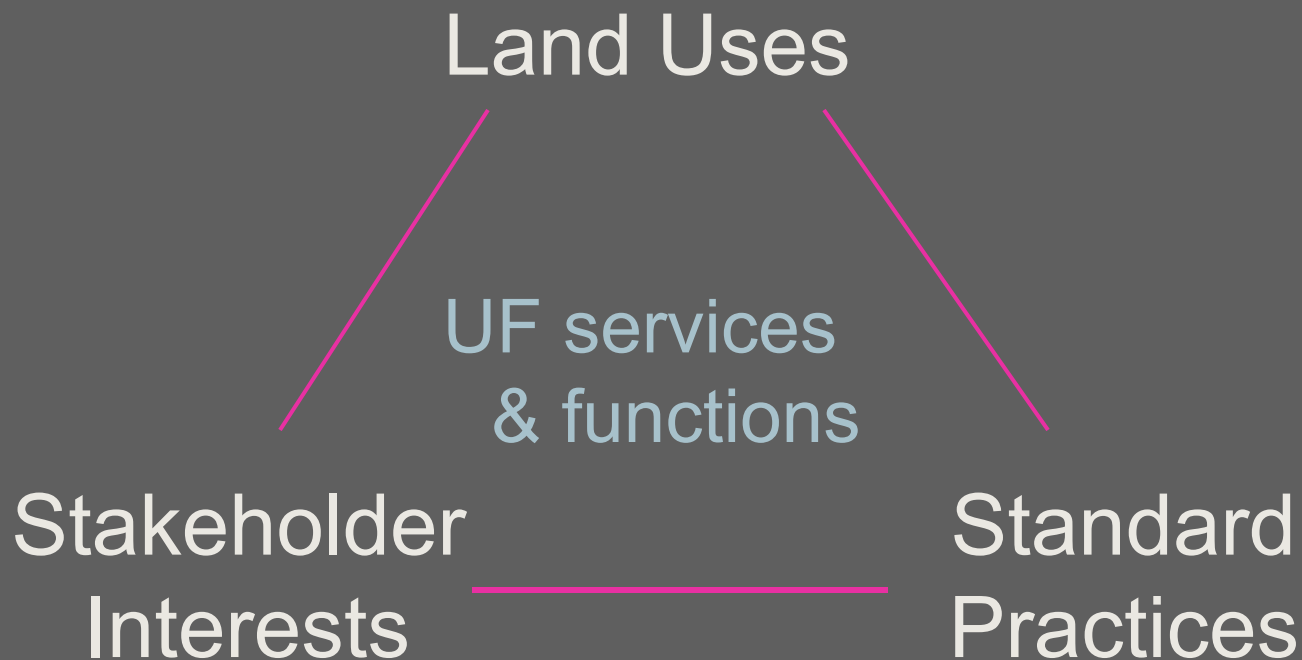 Land Uses
UF services
& functions
Stakeholder
Interests
Standard
Practices